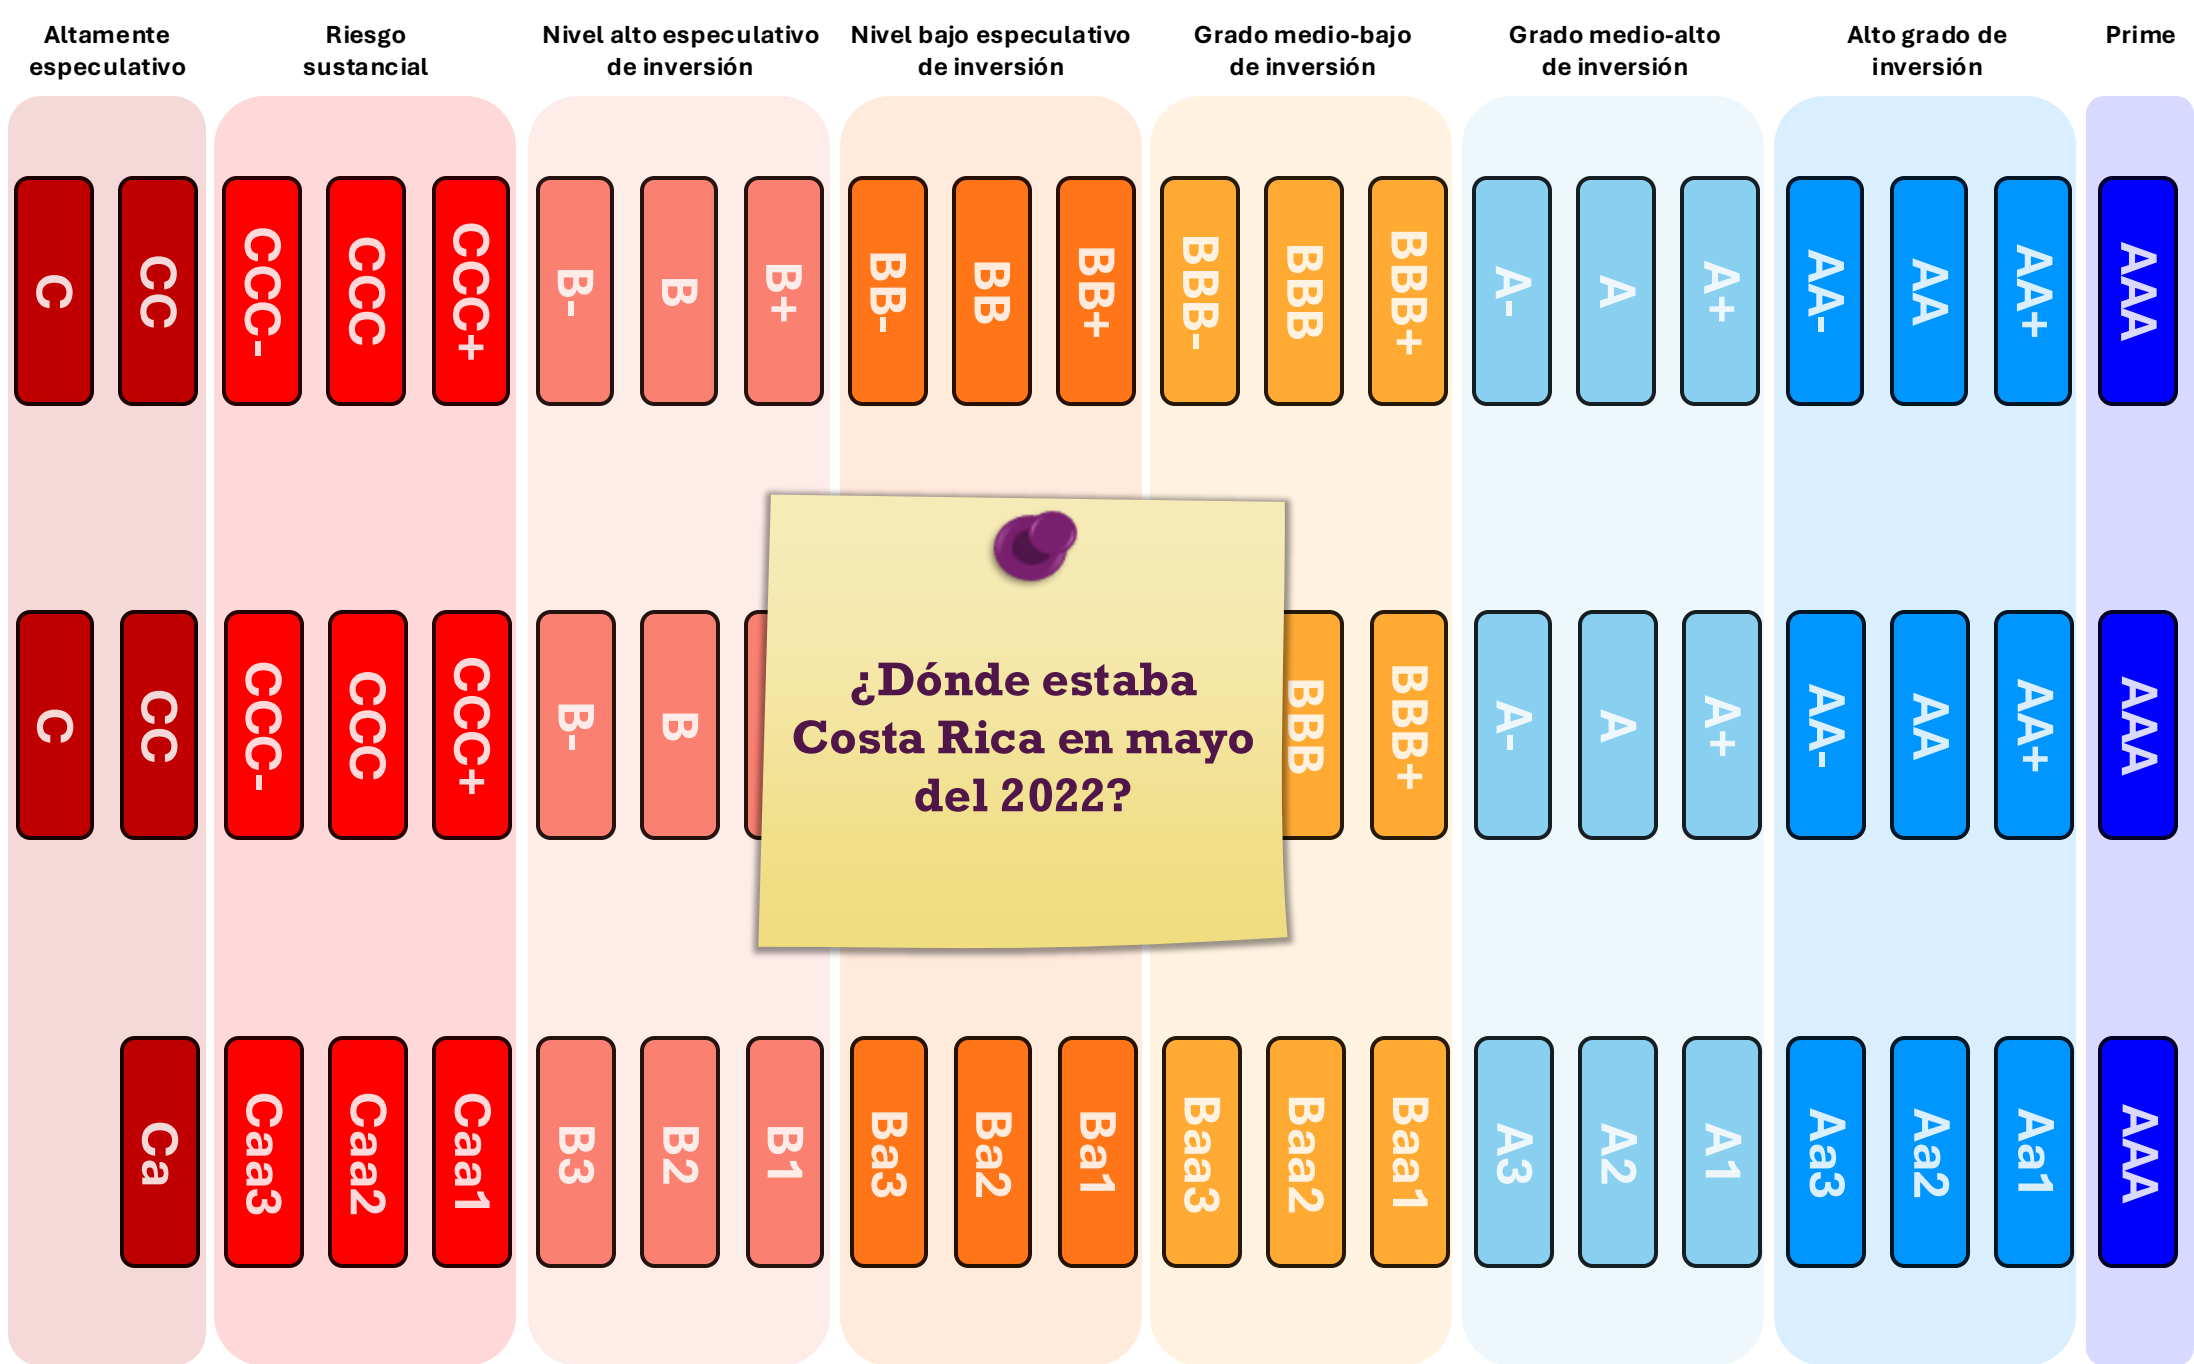 Altamente
especulativo
Riesgo
sustancial
Nivel alto especulativo
de inversión
Nivel bajo especulativo
de inversión
Grado medio-bajo
de inversión
Grado medio-alto
de inversión
Alto grado de
inversión
Prime
C
CC
CCC-
CCC
CCC+
B-
B
B+
BB-
BB
BB+
BBB-
BBB
BBB+
A-
A
A+
AA-
AA
AA+
AAA
C
CC
CCC-
CCC
CCC+
B-
B
¿Dónde estaba
Costa Rica en mayo
del 2022?
BBB
BBB+
A-
A
A+
AA-
AA
AA+
AAA
Ca
Caa3
Caa2
Caa1
B3
B2
B1
Ba3
Ba2
Ba1
Baa3
Baa2
Baa1
A3
A2
A1
Aa3
Aa2
Aa1
AAA